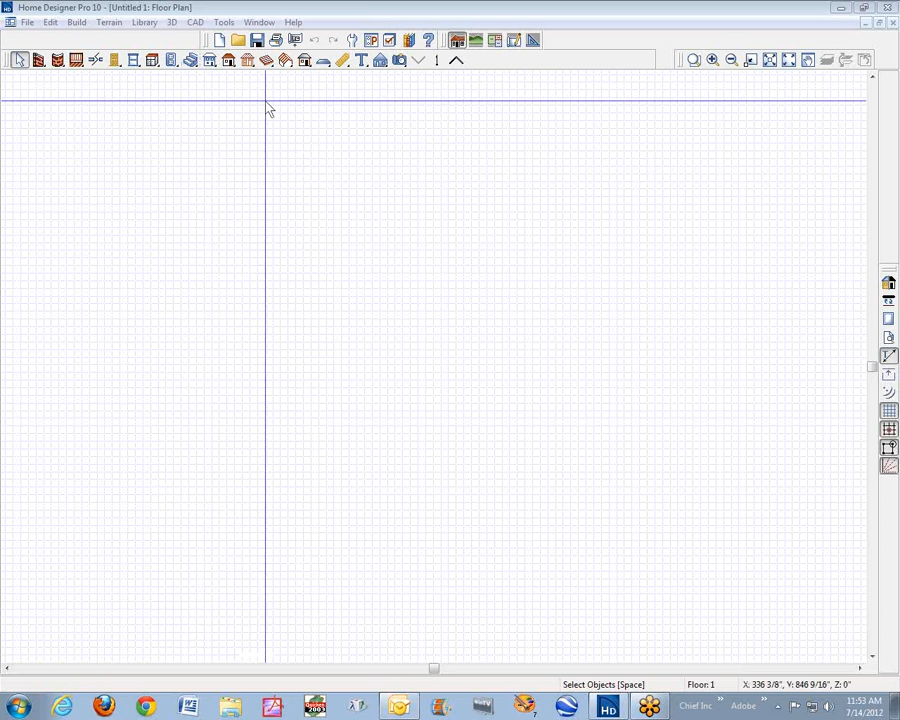 HD Home Designer Pro 10 - [Untitled 1: Floor Plan]
File Edit Build Terrain Library 3D CAD Tools Window Help
Select Objects [Space] Floor: 1 X: 336 3/8", Y: 846 9/16", Z: 0"
HD Chief Inc » Adobe » 11:53 AM
7/14/2012